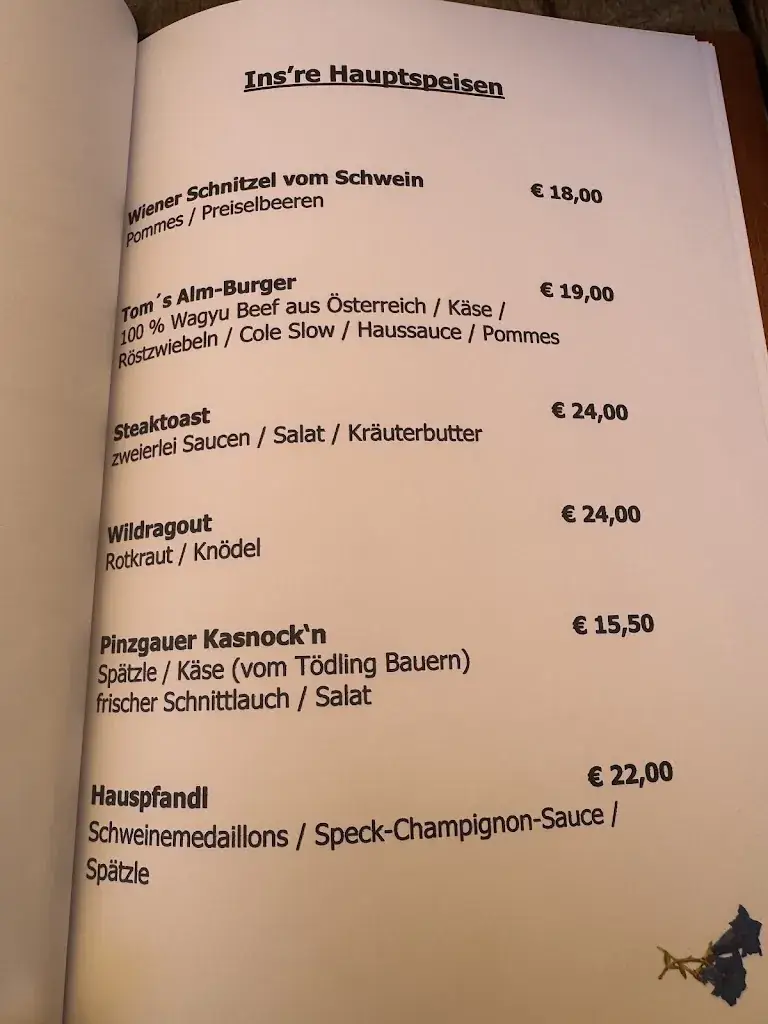 Ins're Hauptspeisen
Wiener Schnitzel vom Schwein € 18,00
Pommes / Preiselbeeren
Tom´s Alm-Burger € 19,00
100 % Wagyu Beef aus Österreich / Käse /
Röstzwiebeln / Cole Slow / Haussauce / Pommes
Steaktoast € 24,00
zweierlei Saucen / Salat / Kräuterbutter
Wildragout € 24,00
Rotkraut / Knödel
Pinzgauer Kasnock‘n € 15,50
Spätzle / Käse (vom Tödling Bauern)
frischer Schnittlauch / Salat
Hauspfandl € 22,00
Schweinemedaillons / Speck-Champignon-Sauce /
Spätzle